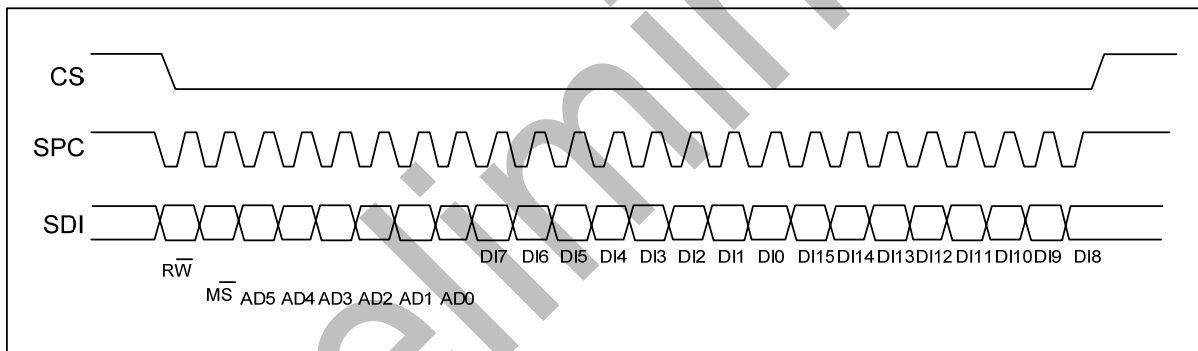 CS
SPC
SDI
DI7 DI6 DI5 DI4 DI3 DI2 DI1 DI0 DI15 DI14 DI13 DI12 DI11 DI10 DI9 DI8
RW̅
MS̅ AD5 AD4 AD3 AD2 AD1 AD0
elimin